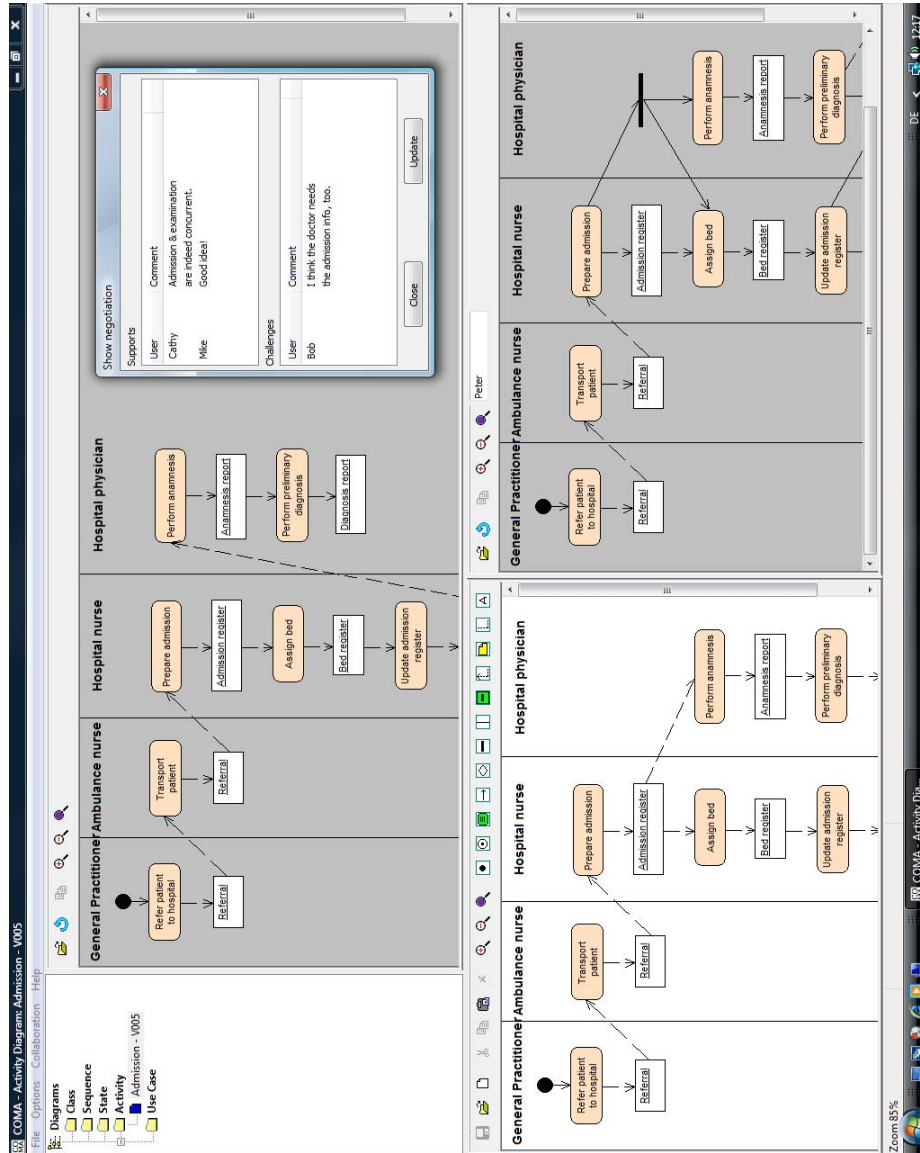 COMA - Activity Diagram: Admission - V005
File Options Collaboration Help
Diagrams
Class
Sequence
State
Activity
Admission - V005
Use Case
General Practitioner
Ambulance nurse
Hospital nurse
Hospital physician
Refer patient
to hospital
Referral
Transport
patient
Referral
Prepare admission
Admission register
Assign bed
Bed register
Update admission
register
Perform anamnesis
Anamnesis report
Perform preliminary
diagnosis
Diagnosis report
Show negotiation
Supports
User Comment
Cathy Admission & examination
are indeed concurrent.
Mike Good idea!
Challenges
User Comment
Bob I think the doctor needs
the admission info, too.
Close Update
A
General Practitioner
Ambulance nurse
Hospital nurse
Hospital physician
Refer patient
to hospital
Referral
Transport
patient
Referral
Prepare admission
Admission register
Assign bed
Bed register
Update admission
register
Perform anamnesis
Anamnesis report
Perform preliminary
diagnosis
Peter
General Practitioner
Ambulance nurse
Hospital nurse
Hospital physician
Refer patient
to hospital
Referral
Transport
patient
Referral
Prepare admission
Admission register
Assign bed
Bed register
Update admission
register
Perform anamnesis
Anamnesis report
Perform preliminary
diagnosis
Zoom 85%
COMA - Activity Dia...
DE
12:17